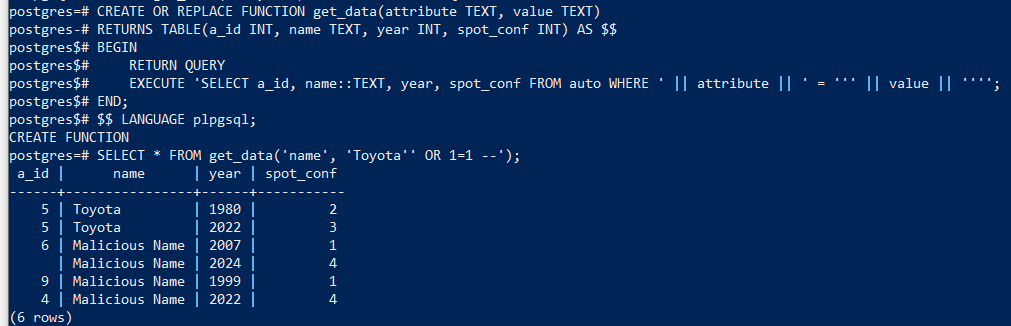 postgres=# CREATE OR REPLACE FUNCTION get_data(attribute TEXT, value TEXT)
postgres-# RETURNS TABLE(a_id INT, name TEXT, year INT, spot_conf INT) AS $$
postgres$# BEGIN
postgres$#     RETURN QUERY
postgres$#     EXECUTE 'SELECT a_id, name::TEXT, year, spot_conf FROM auto WHERE ' || attribute || ' = ''' || value || '''';
postgres$# END;
postgres$# $$ LANGUAGE plpgsql;
CREATE FUNCTION
postgres=# SELECT * FROM get_data('name', 'Toyota'' OR 1=1 --');
 a_id |      name      | year | spot_conf
------+----------------+------+-----------
    5 | Toyota         | 1980 |         2
    5 | Toyota         | 2022 |         3
    6 | Malicious Name | 2007 |         1
      | Malicious Name | 2024 |         4
    9 | Malicious Name | 1999 |         1
    4 | Malicious Name | 2022 |         4
(6 rows)